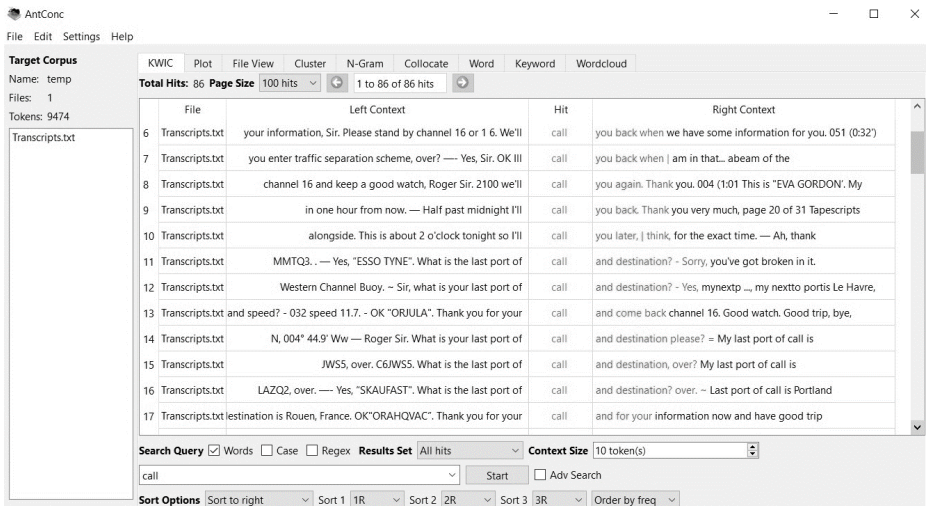 AntConc
File Edit Settings Help
Target Corpus
Name: temp
Files: 1
Tokens: 9474
Transcripts.txt
KWIC Plot File View Cluster N-Gram Collocate Word Keyword Wordcloud
Total Hits: 86 Page Size 100 hits 1 to 86 of 86 hits
File Left Context Hit Right Context
6 Transcripts.txt your information, Sir. Please stand by channel 16 or 1 6. We'll call you back when we have some information for you. 051 (0:32')
7 Transcripts.txt you enter traffic separation scheme, over? —- Yes, Sir. OK III call you back when | am in that... abeam of the
8 Transcripts.txt channel 16 and keep a good watch, Roger Sir. 2100 we'll call you again. Thank you. 004 (1:01 This is "EVA GORDON'. My
9 Transcripts.txt in one hour from now. — Half past midnight I'll call you back. Thank you very much, page 20 of 31 Tapescripts
10 Transcripts.txt alongside. This is about 2 o'clock tonight so I'll call you later, | think, for the exact time. — Ah, thank
11 Transcripts.txt MMTQ3. . — Yes, "ESSO TYNE". What is the last port of call and destination? - Sorry, you've got broken in it.
12 Transcripts.txt Western Channel Buoy. ~ Sir, what is your last port of call and destination? - Yes, mynextp ..., my nextto portis Le Havre,
13 Transcripts.txt and speed? - 032 speed 11.7. - OK "ORJULA". Thank you for your call and come back channel 16. Good watch. Good trip, bye,
14 Transcripts.txt N, 004° 44.9' Ww — Roger Sir. What is your last port of call and destination please? = My last port of call is
15 Transcripts.txt JWS5, over. C6JWS5. What is the last port of call and destination, over? My last port of call is
16 Transcripts.txt LAZQ2, over. —- Yes, "SKAUFAST". What is the last port of call and destination? over. ~ Last port of call is Portland
17 Transcripts.txt lestination is Rouen, France. OK"ORAHQVAC". Thank you for your call and for your information now and have good trip
Search Query Words Case Regex Results Set All hits Context Size 10 token(s)
call Start Adv Search
Sort Options Sort to right Sort 1 1R Sort 2 2R Sort 3 3R Order by freq